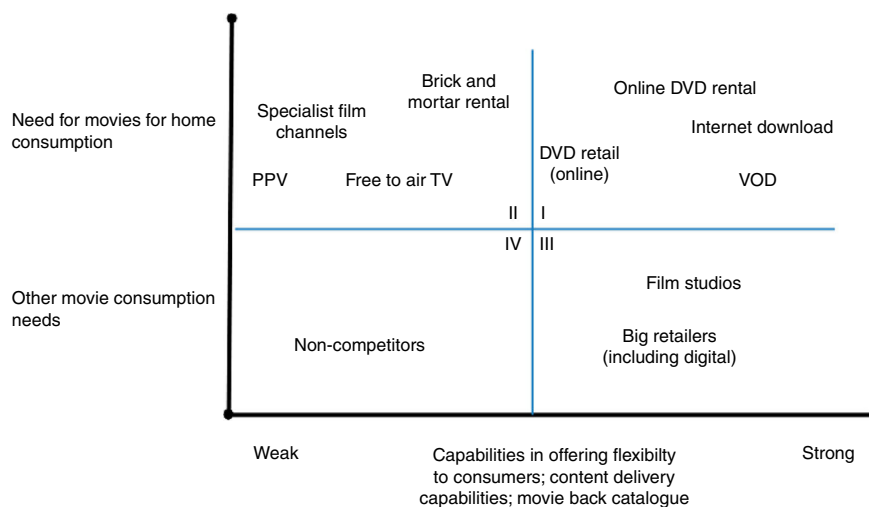 Need for movies for home
consumption
Specialist film
channels
Brick and
mortar rental
Online DVD rental
Internet download
DVD retail
(online)
PPV
Free to air TV
VOD
II
I
IV
III
Other movie consumption
needs
Film studios
Non-competitors
Big retailers
(including digital)
Weak
Capabilities in offering flexibilty
to consumers; content delivery
capabilities; movie back catalogue
Strong